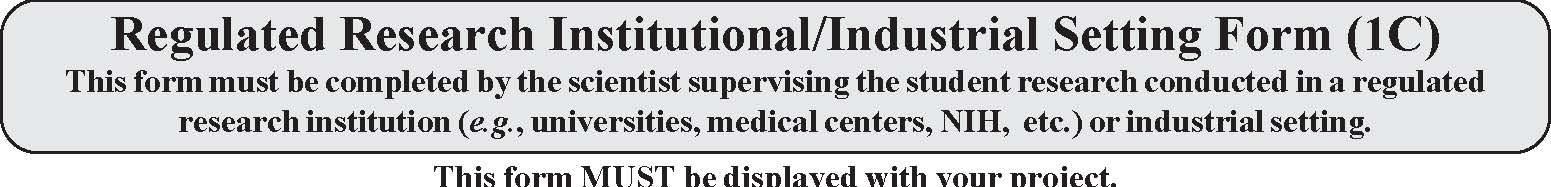 Regulated Research Institutional/Industrial Setting Form (1C)
This form must be completed by the scientist supervising the student research conducted in a regulated
research institution (e.g., universities, medical centers, NIH, etc.) or industrial setting.
This form MUST be displayed with your project.